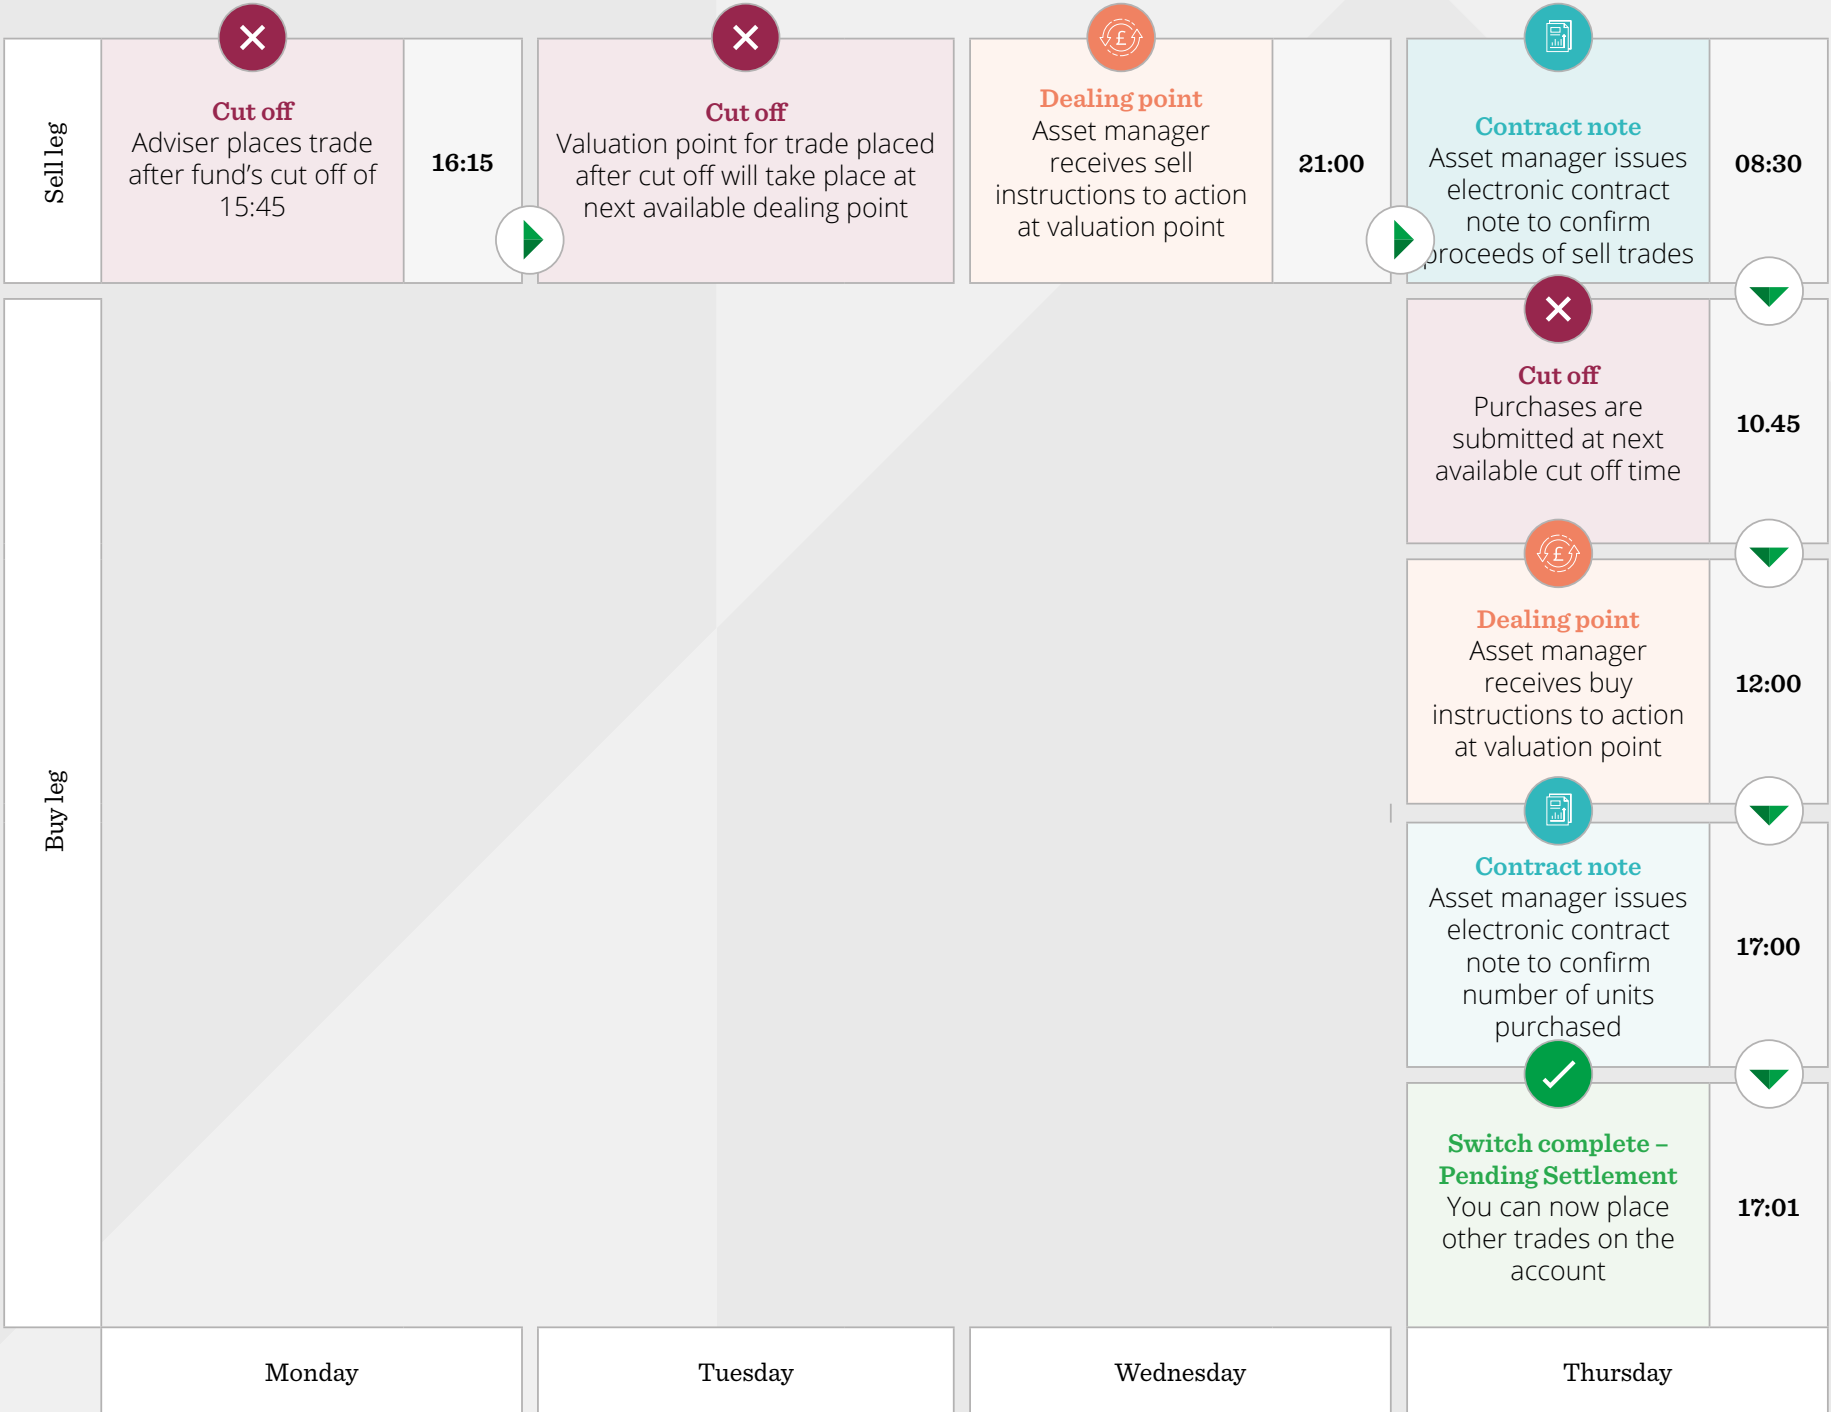 Sell leg
Cut off
Adviser places trade
after fund’s cut off of
15:45
16:15
Cut off
Valuation point for trade placed
after cut off will take place at
next available dealing point
Dealing point
Asset manager
receives sell
instructions to action
at valuation point
21:00
Contract note
Asset manager issues
electronic contract
note to confirm
proceeds of sell trades
08:30
Buy leg
Cut off
Purchases are
submitted at next
available cut off time
10.45
Dealing point
Asset manager
receives buy
instructions to action
at valuation point
12:00
Contract note
Asset manager issues
electronic contract
note to confirm
number of units
purchased
17:00
Switch complete –
Pending Settlement
You can now place
other trades on the
account
17:01
Monday
Tuesday
Wednesday
Thursday